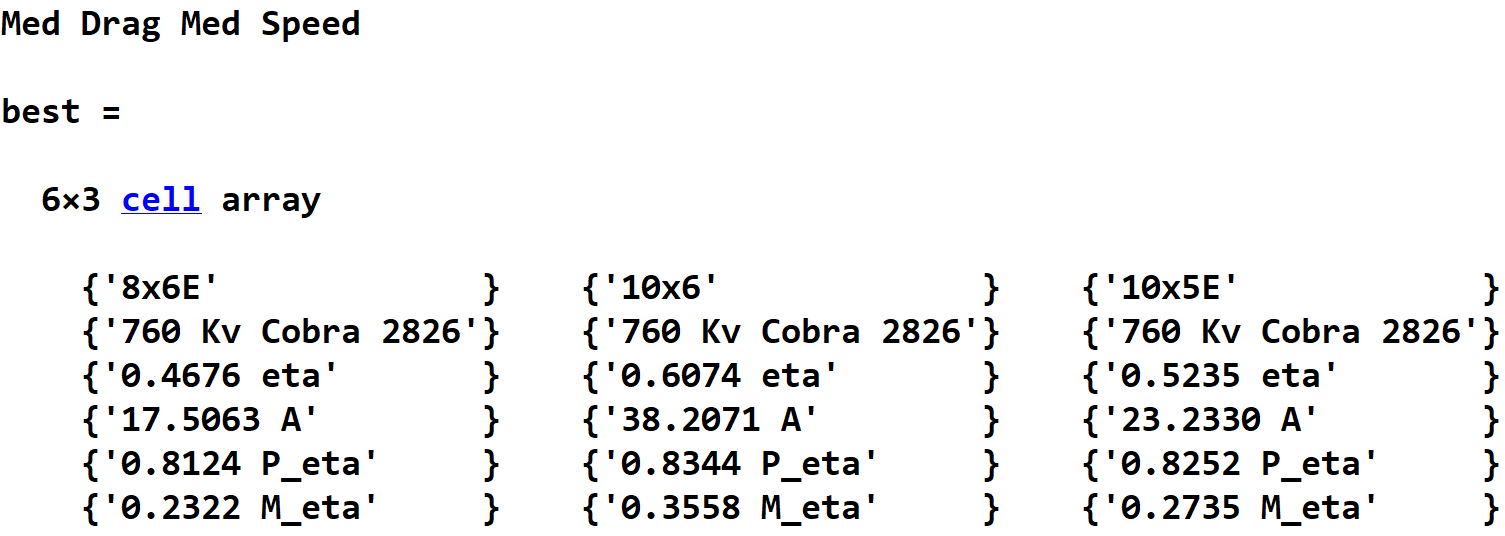 Med Drag Med Speed
best =
6×3 cell array
{'8x6E' } {'10x6' } {'10x5E' }
{'760 Kv Cobra 2826'} {'760 Kv Cobra 2826'} {'760 Kv Cobra 2826'}
{'0.4676 eta' } {'0.6074 eta' } {'0.5235 eta' }
{'17.5063 A' } {'38.2071 A' } {'23.2330 A' }
{'0.8124 P_eta' } {'0.8344 P_eta' } {'0.8252 P_eta' }
{'0.2322 M_eta' } {'0.3558 M_eta' } {'0.2735 M_eta' }